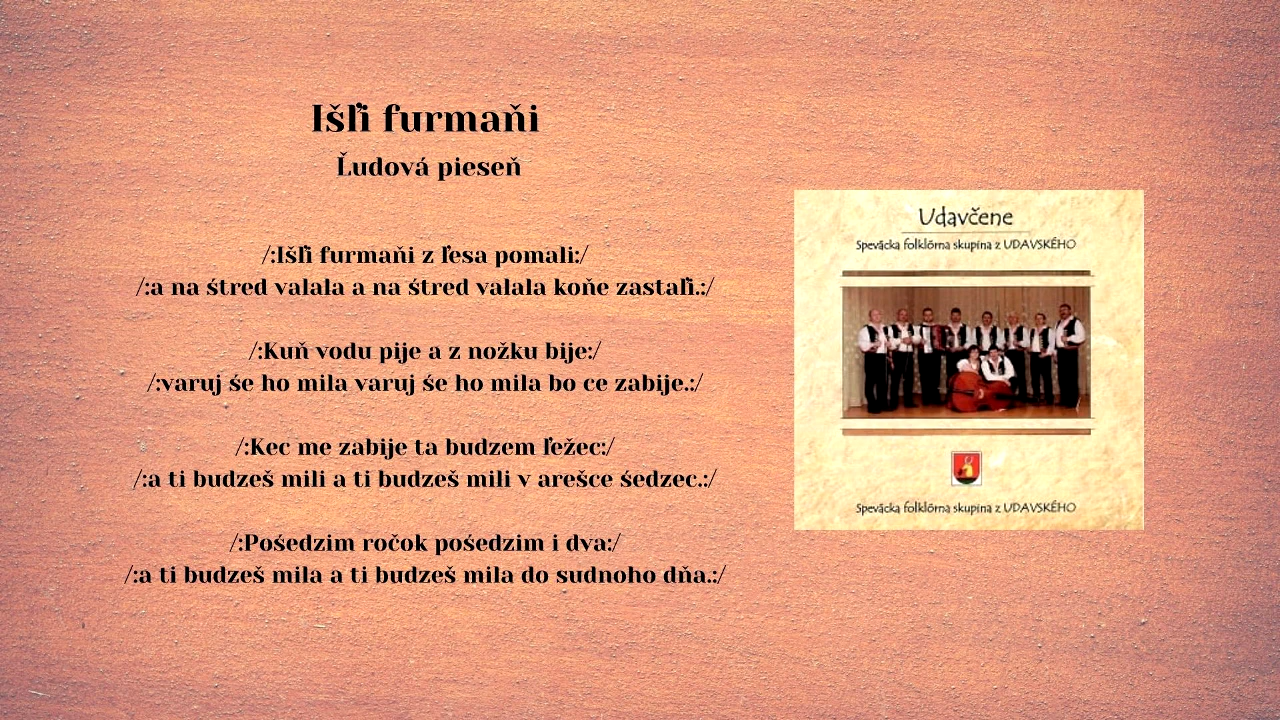 Išľi furmaňi
Ľudová pieseň
/:Išľi furmaňi z ľesa pomali:/
/:a na śtred valala a na śtred valala koňe zastaľi.:/
/:Kuň vodu pije a z nožku bije:/
/:varuj śe ho mila varuj śe ho mila bo ce zabije.:/
/:Kec me zabije ta budzem ľežec:/
/:a ti budzeš mili a ti budzeš mili v arešce śedzec.:/
/:Pośedzim ročok pośedzim i dva:/
/:a ti budzeš mila a ti budzeš mila do sudnoho dňa.:/
Udavčene
Spevácka folklórna skupina z UDAVSKÉHO
Spevácka folklórna skupina z UDAVSKÉHO